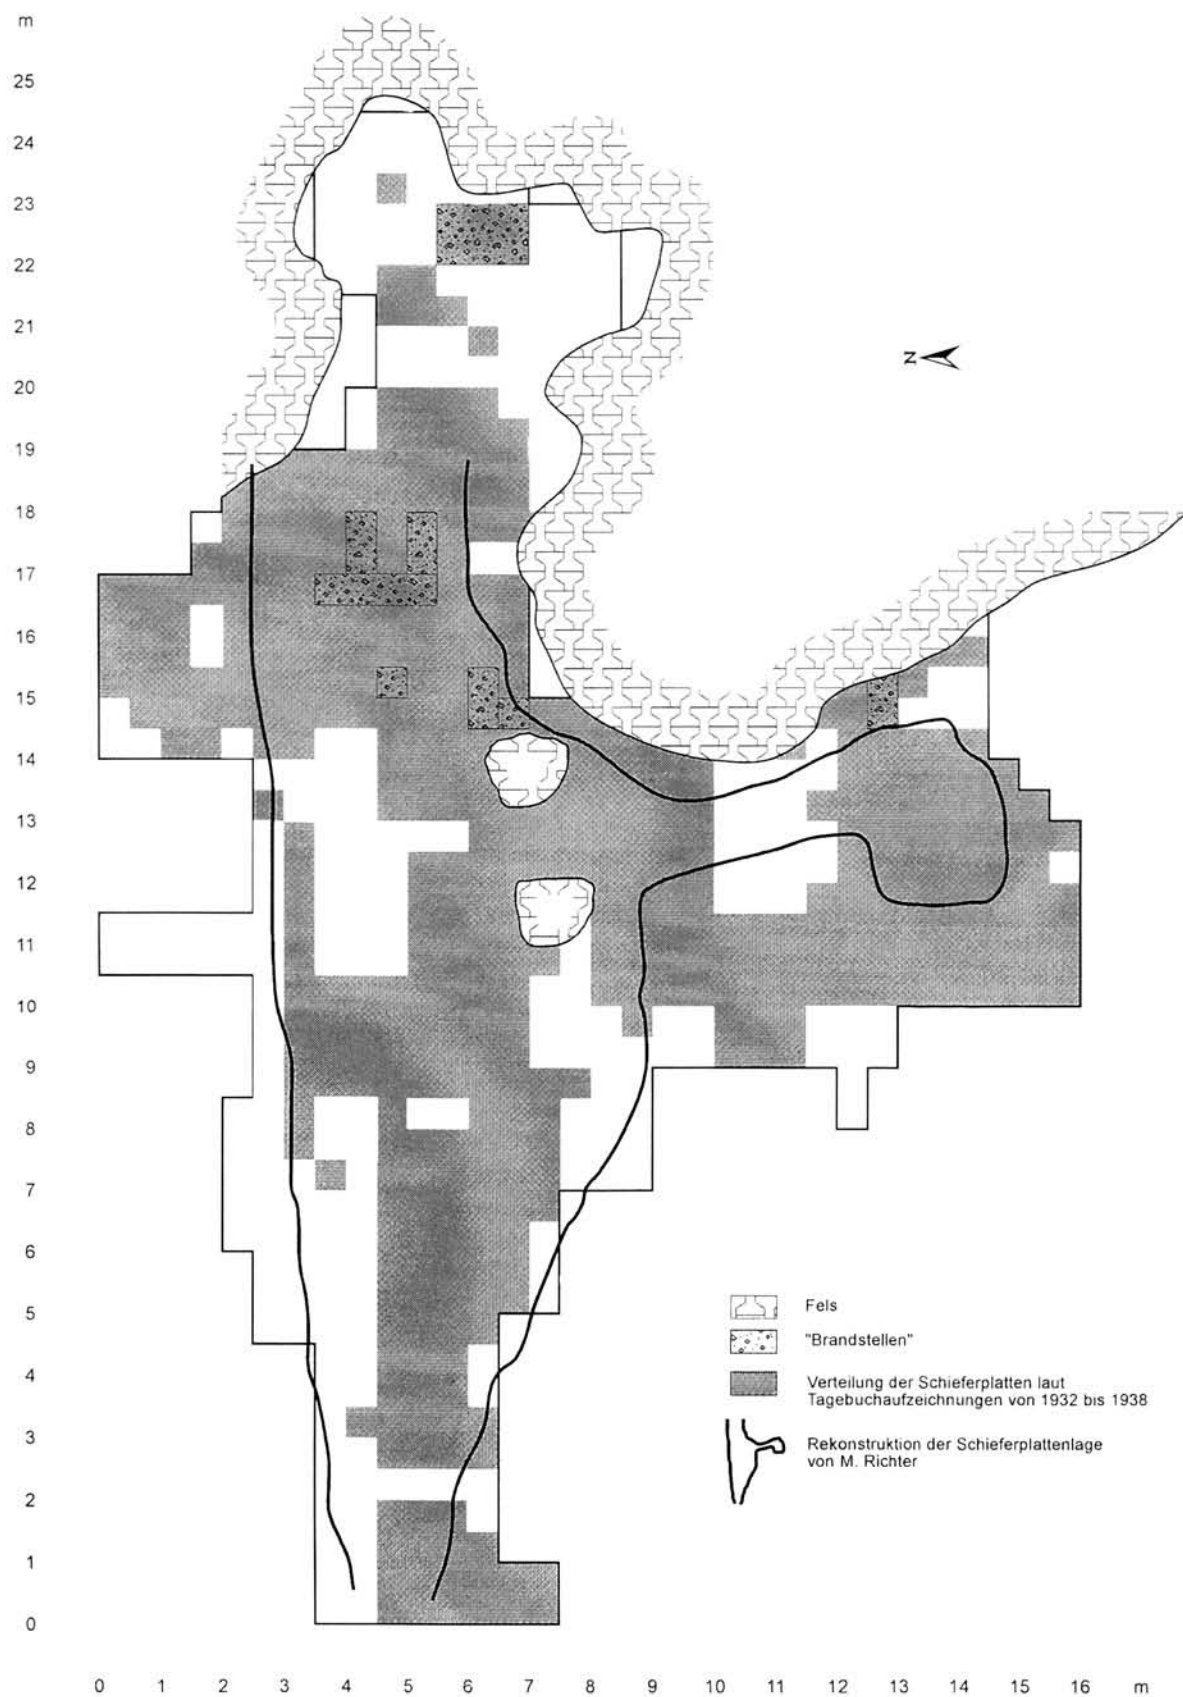 m
25
24
23
22
21
20
19
18
17
16
15
14
13
12
11
10
9
8
7
6
5
4
3
2
1
0
N
Fels
"Brandstellen"
Verteilung der Schieferplatten laut
Tagebuchaufzeichnungen von 1932 bis 1938
Rekonstruktion der Schieferplattenlage
von M. Richter
0 1 2 3 4 5 6 7 8 9 10 11 12 13 14 15 16 m